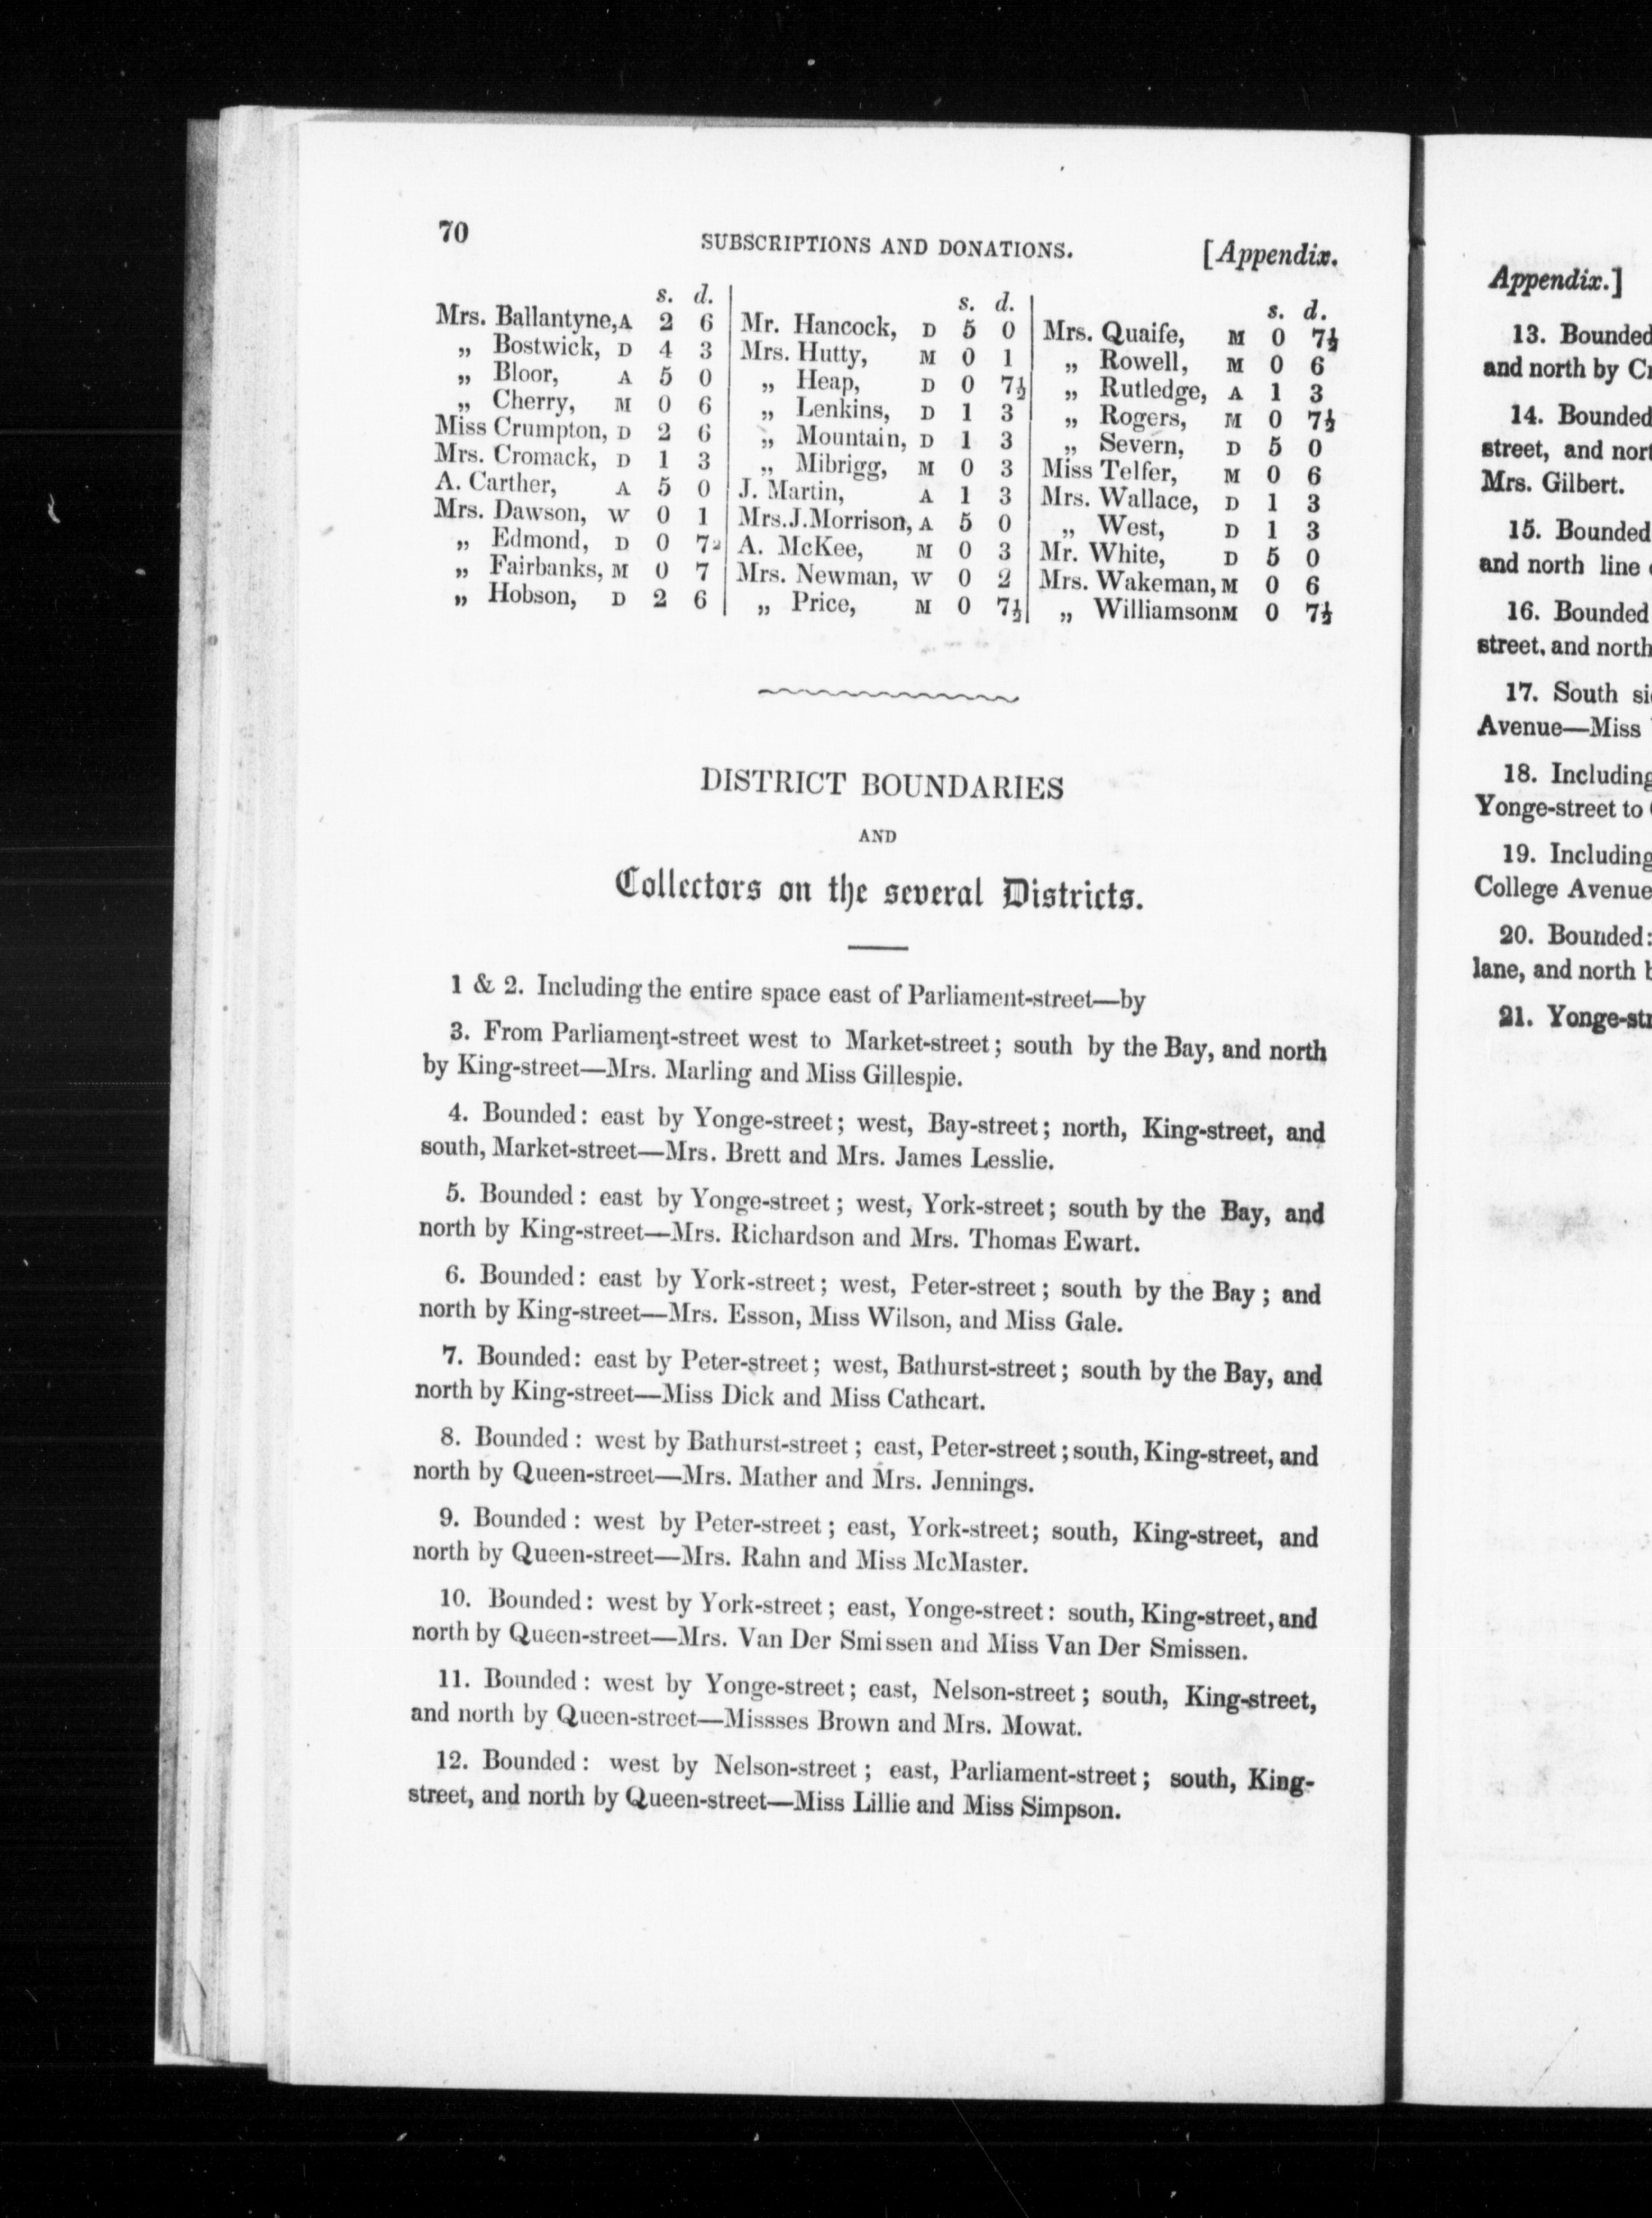 70
SUBSCRIPTIONS AND DONATIONS.
[Appendix.
s. d.
Mrs. Ballantyne, A 2 6
„ Bostwick, D 4 3
„ Bloor, A 5 0
„ Cherry, M 0 6
Miss Crumpton, D 2 6
Mrs. Cromack, D 1 3
A. Carther, A 5 0
Mrs. Dawson, W 0 1
„ Edmond, D 0 7½
„ Fairbanks, M 0 7
„ Hobson, D 2 6
s. d.
Mr. Hancock, D 5 0
Mrs. Hutty, M 0 1
„ Heap, D 0 7½
„ Lenkins, D 1 3
„ Mountain, D 1 3
„ Mibrigg, M 0 3
J. Martin, A 1 3
Mrs. J. Morrison, A 5 0
A. McKee, M 0 3
Mrs. Newman, W 0 2
„ Price, M 0 7½
s. d.
Mrs. Quaife, M 0 7½
„ Rowell, M 0 6
„ Rutledge, A 1 3
„ Rogers, M 0 7½
„ Severn, D 5 0
Miss Telfer, M 0 6
Mrs. Wallace, D 1 3
„ West, D 1 3
Mr. White, D 5 0
Mrs. Wakeman, M 0 6
„ Williamson M 0 7½
DISTRICT BOUNDARIES
AND
Collectors on the several Districts.
1 & 2. Including the entire space east of Parliament-street—by
3. From Parliament-street west to Market-street; south by the Bay, and north
by King-street—Mrs. Marling and Miss Gillespie.
4. Bounded: east by Yonge-street; west, Bay-street; north, King-street, and
south, Market-street—Mrs. Brett and Mrs. James Lesslie.
5. Bounded: east by Yonge-street; west, York-street; south by the Bay, and
north by King-street—Mrs. Richardson and Mrs. Thomas Ewart.
6. Bounded: east by York-street; west, Peter-street; south by the Bay; and
north by King-street—Mrs. Esson, Miss Wilson, and Miss Gale.
7. Bounded: east by Peter-street; west, Bathurst-street; south by the Bay, and
north by King-street—Miss Dick and Miss Cathcart.
8. Bounded: west by Bathurst-street; east, Peter-street; south, King-street, and
north by Queen-street—Mrs. Mather and Mrs. Jennings.
9. Bounded: west by Peter-street; east, York-street; south, King-street, and
north by Queen-street—Mrs. Rahn and Miss McMaster.
10. Bounded: west by York-street; east, Yonge-street: south, King-street, and
north by Queen-street—Mrs. Van Der Smissen and Miss Van Der Smissen.
11. Bounded: west by Yonge-street; east, Nelson-street; south, King-street,
and north by Queen-street—Missses Brown and Mrs. Mowat.
12. Bounded: west by Nelson-street; east, Parliament-street; south, King-
street, and north by Queen-street—Miss Lillie and Miss Simpson.
Appendix.]
13. Bounded
and north by
14. Bounded
street, and
Mrs. Gilbert.
15. Bounded
and north line
16. Bounded
street, and north
17. South
Avenue—Miss
18. Including
Yonge-street to
19. Including
College Avenue
20. Bounded:
lane, and north
21.